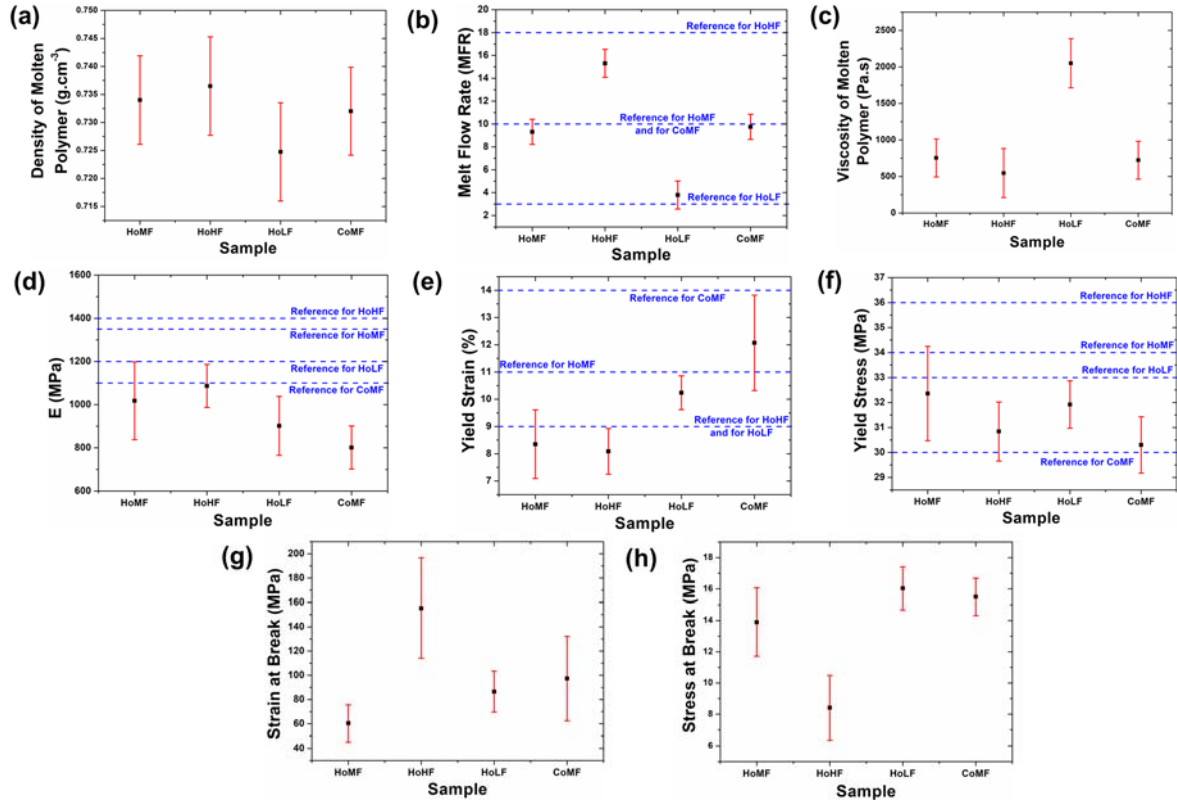 (a)
Density of Molten
Polymer (g.cm⁻³)
0.750
0.745
0.740
0.735
0.730
0.725
0.720
0.715
HoMF HoHF HoLF CoMF
Sample
(b)
Melt Flow Rate (MFR)
20
18
16
14
12
10
8
6
4
2
Reference for HoHF
Reference for HoMF
and for CoMF
Reference for HoLF
HoMF HoHF HoLF CoMF
Sample
(c)
Viscosity of Molten
Polymer (Pa.s)
2500
2000
1500
1000
500
0
HoMF HoHF HoLF CoMF
Sample
(d)
E (MPa)
1600
1400
1200
1000
800
600
Reference for HoHF
Reference for HoMF
Reference for HoLF
Reference for CoMF
HoMF HoHF HoLF CoMF
Sample
(e)
Yield Strain (%)
14
13
12
11
10
9
8
7
Reference for CoMF
Reference for HoMF
Reference for HoHF
and for HoLF
HoMF HoHF HoLF CoMF
Sample
(f)
Yield Stress (MPa)
37
36
35
34
33
32
31
30
29
Reference for HoHF
Reference for HoMF
Reference for HoLF
Reference for CoMF
HoMF HoHF HoLF CoMF
Sample
(g)
Strain at Break (MPa)
200
180
160
140
120
100
80
60
40
HoMF HoHF HoLF CoMF
Sample
(h)
Stress at Break (MPa)
18
16
14
12
10
8
6
HoMF HoHF HoLF CoMF
Sample